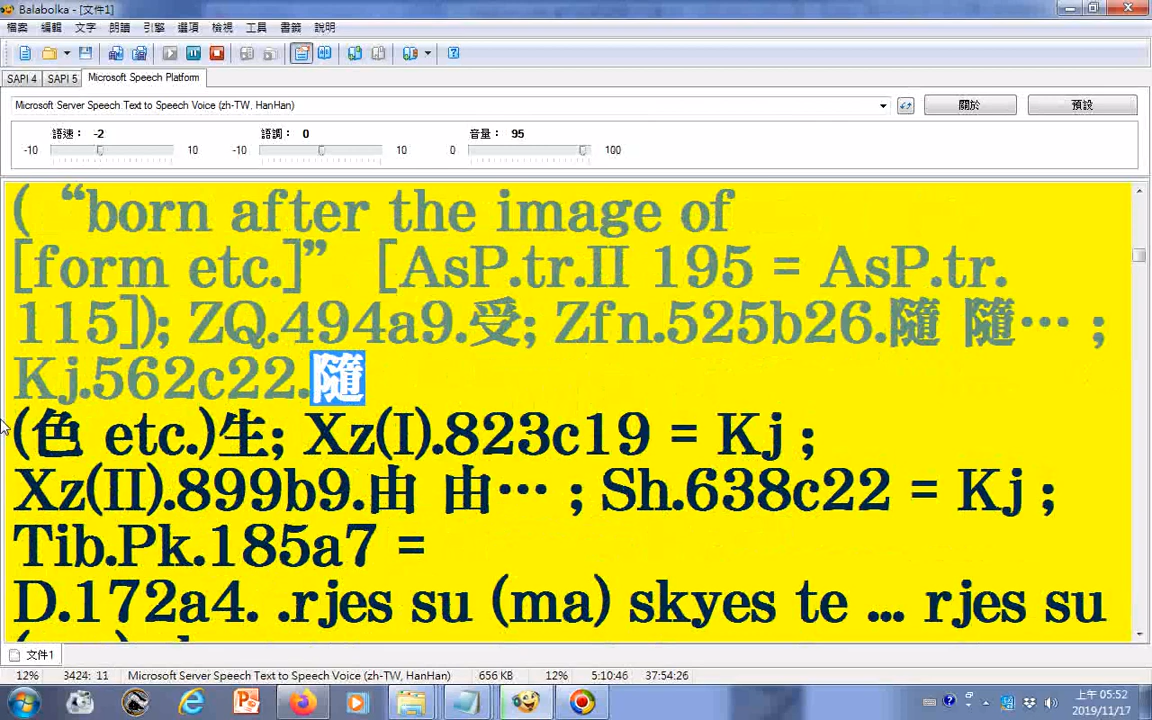 Balabolka - [文件1]
檔案 編輯 文字 朗讀 引擎 選項 檢視 工具 書籤 說明
SAPI 4 SAPI 5 Microsoft Speech Platform
Microsoft Server Speech Text to Speech Voice (zh-TW, HanHan) 關於 預設
語速： -2 語調： 0 音量： 95
-10 10 -10 10 0 100
( “born after the image of
[form etc.]” [AsP.tr.II 195 = AsP.tr.
115]); ZQ.494a9.受; Zfn.525b26.隨 隨… ;
Kj.562c22.隨
(色 etc.)生; Xz(I).823c19 = Kj ;
Xz(II).899b9.由 由… ; Sh.638c22 = Kj ;
Tib.Pk.185a7 =
D.172a4. .rjes su (ma) skyes te ... rjes su
文件1
12% 3424: 11 Microsoft Server Speech Text to Speech Voice (zh-TW, HanHan) 656 KB 12% 5:10:46 37:54:26
上午 05:52
2019/11/17